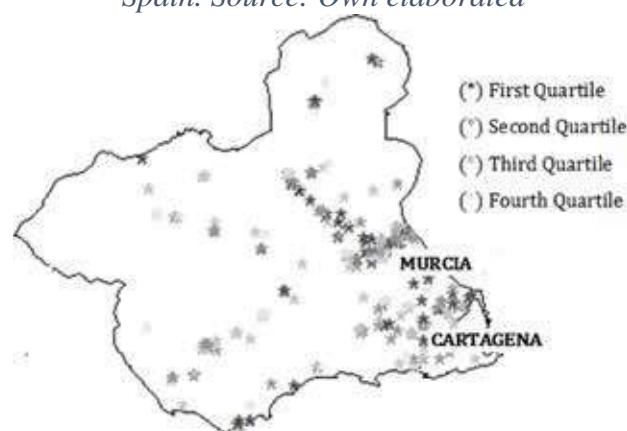 Spain. Source: Own elaborated
(*) First Quartile
(*) Second Quartile
(*) Third Quartile
( ) Fourth Quartile
MURCIA
CARTAGENA